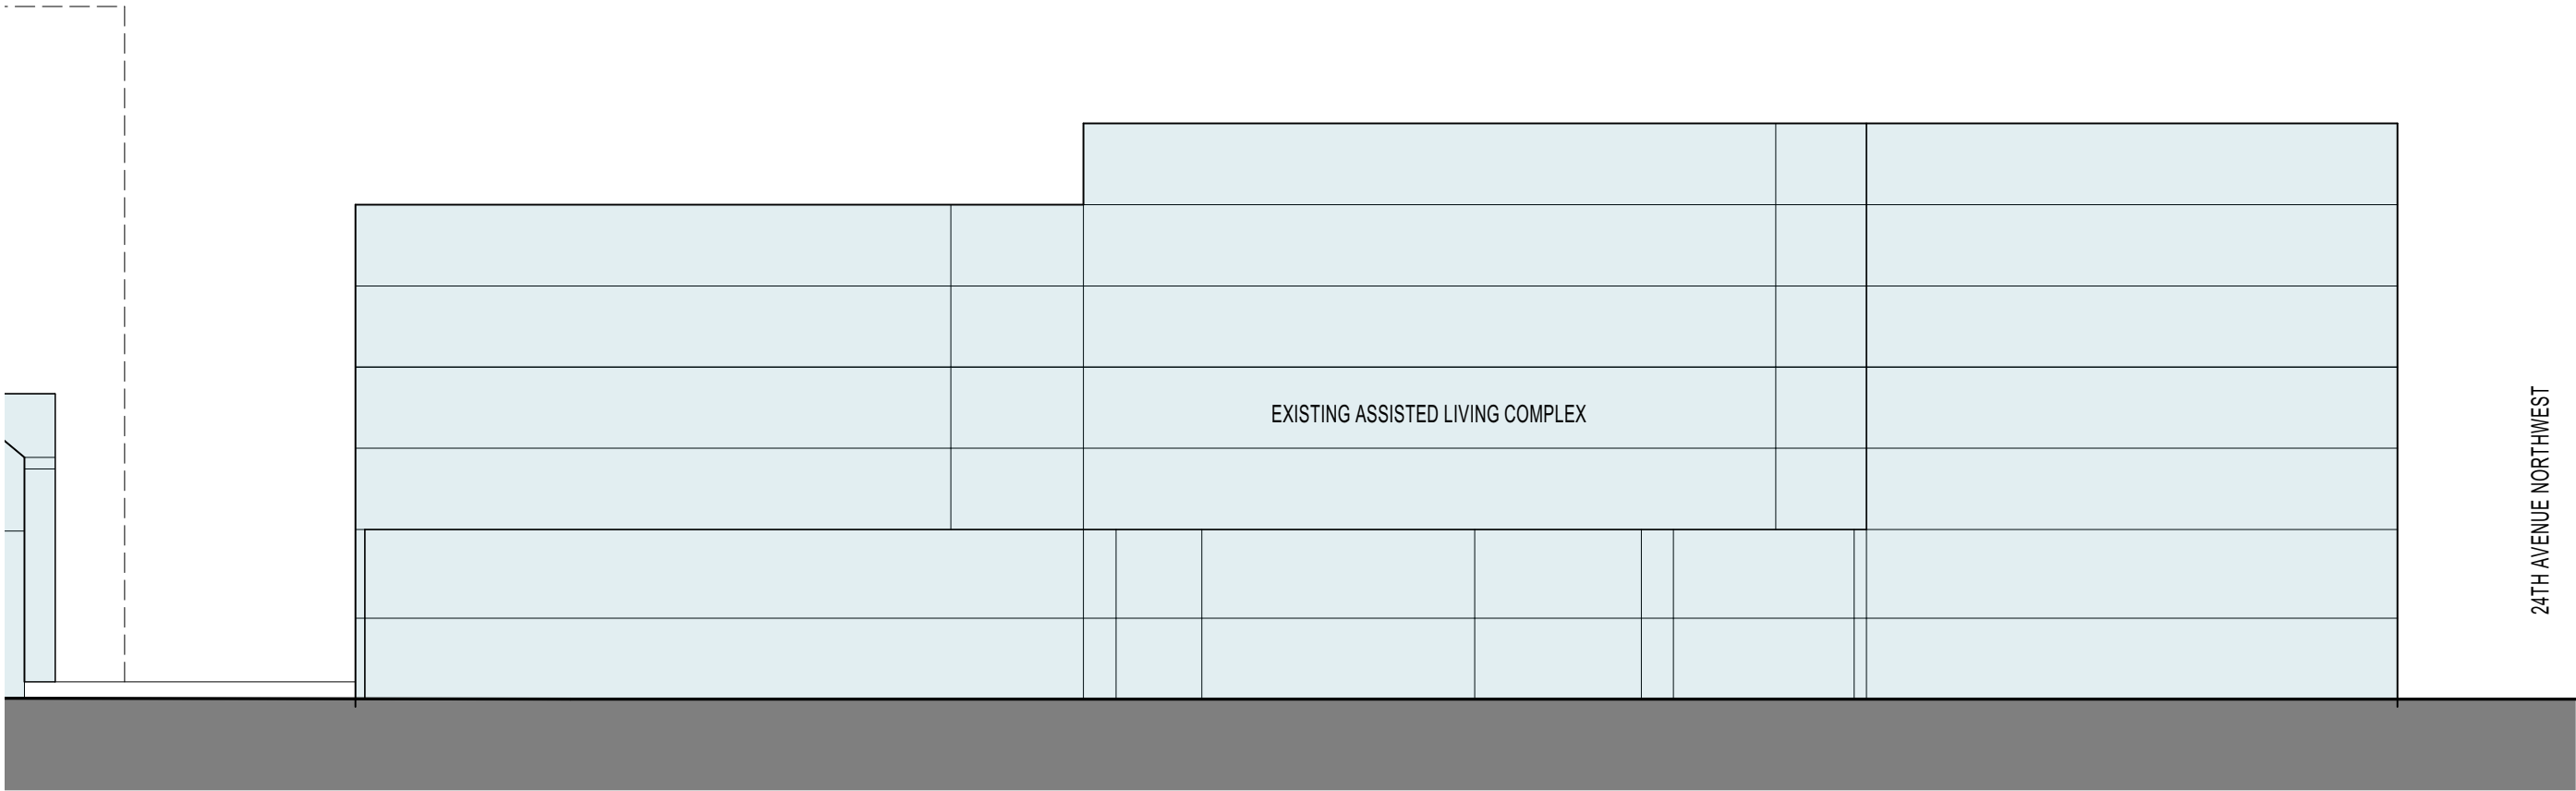 EXISTING ASSISTED LIVING COMPLEX
24TH AVENUE NORTHWEST